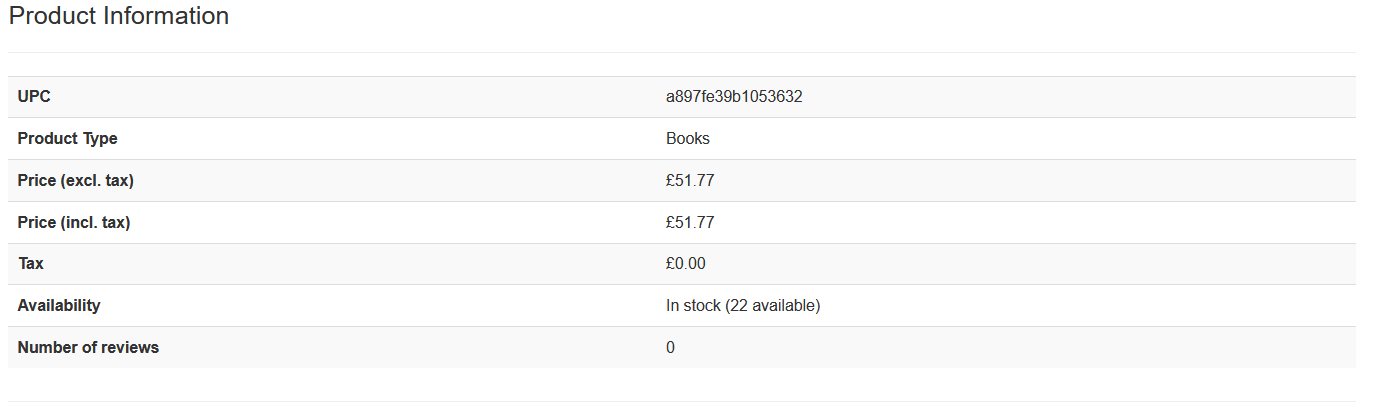 Product Information
UPC a897fe39b1053632
Product Type Books
Price (excl. tax) £51.77
Price (incl. tax) £51.77
Tax £0.00
Availability In stock (22 available)
Number of reviews 0